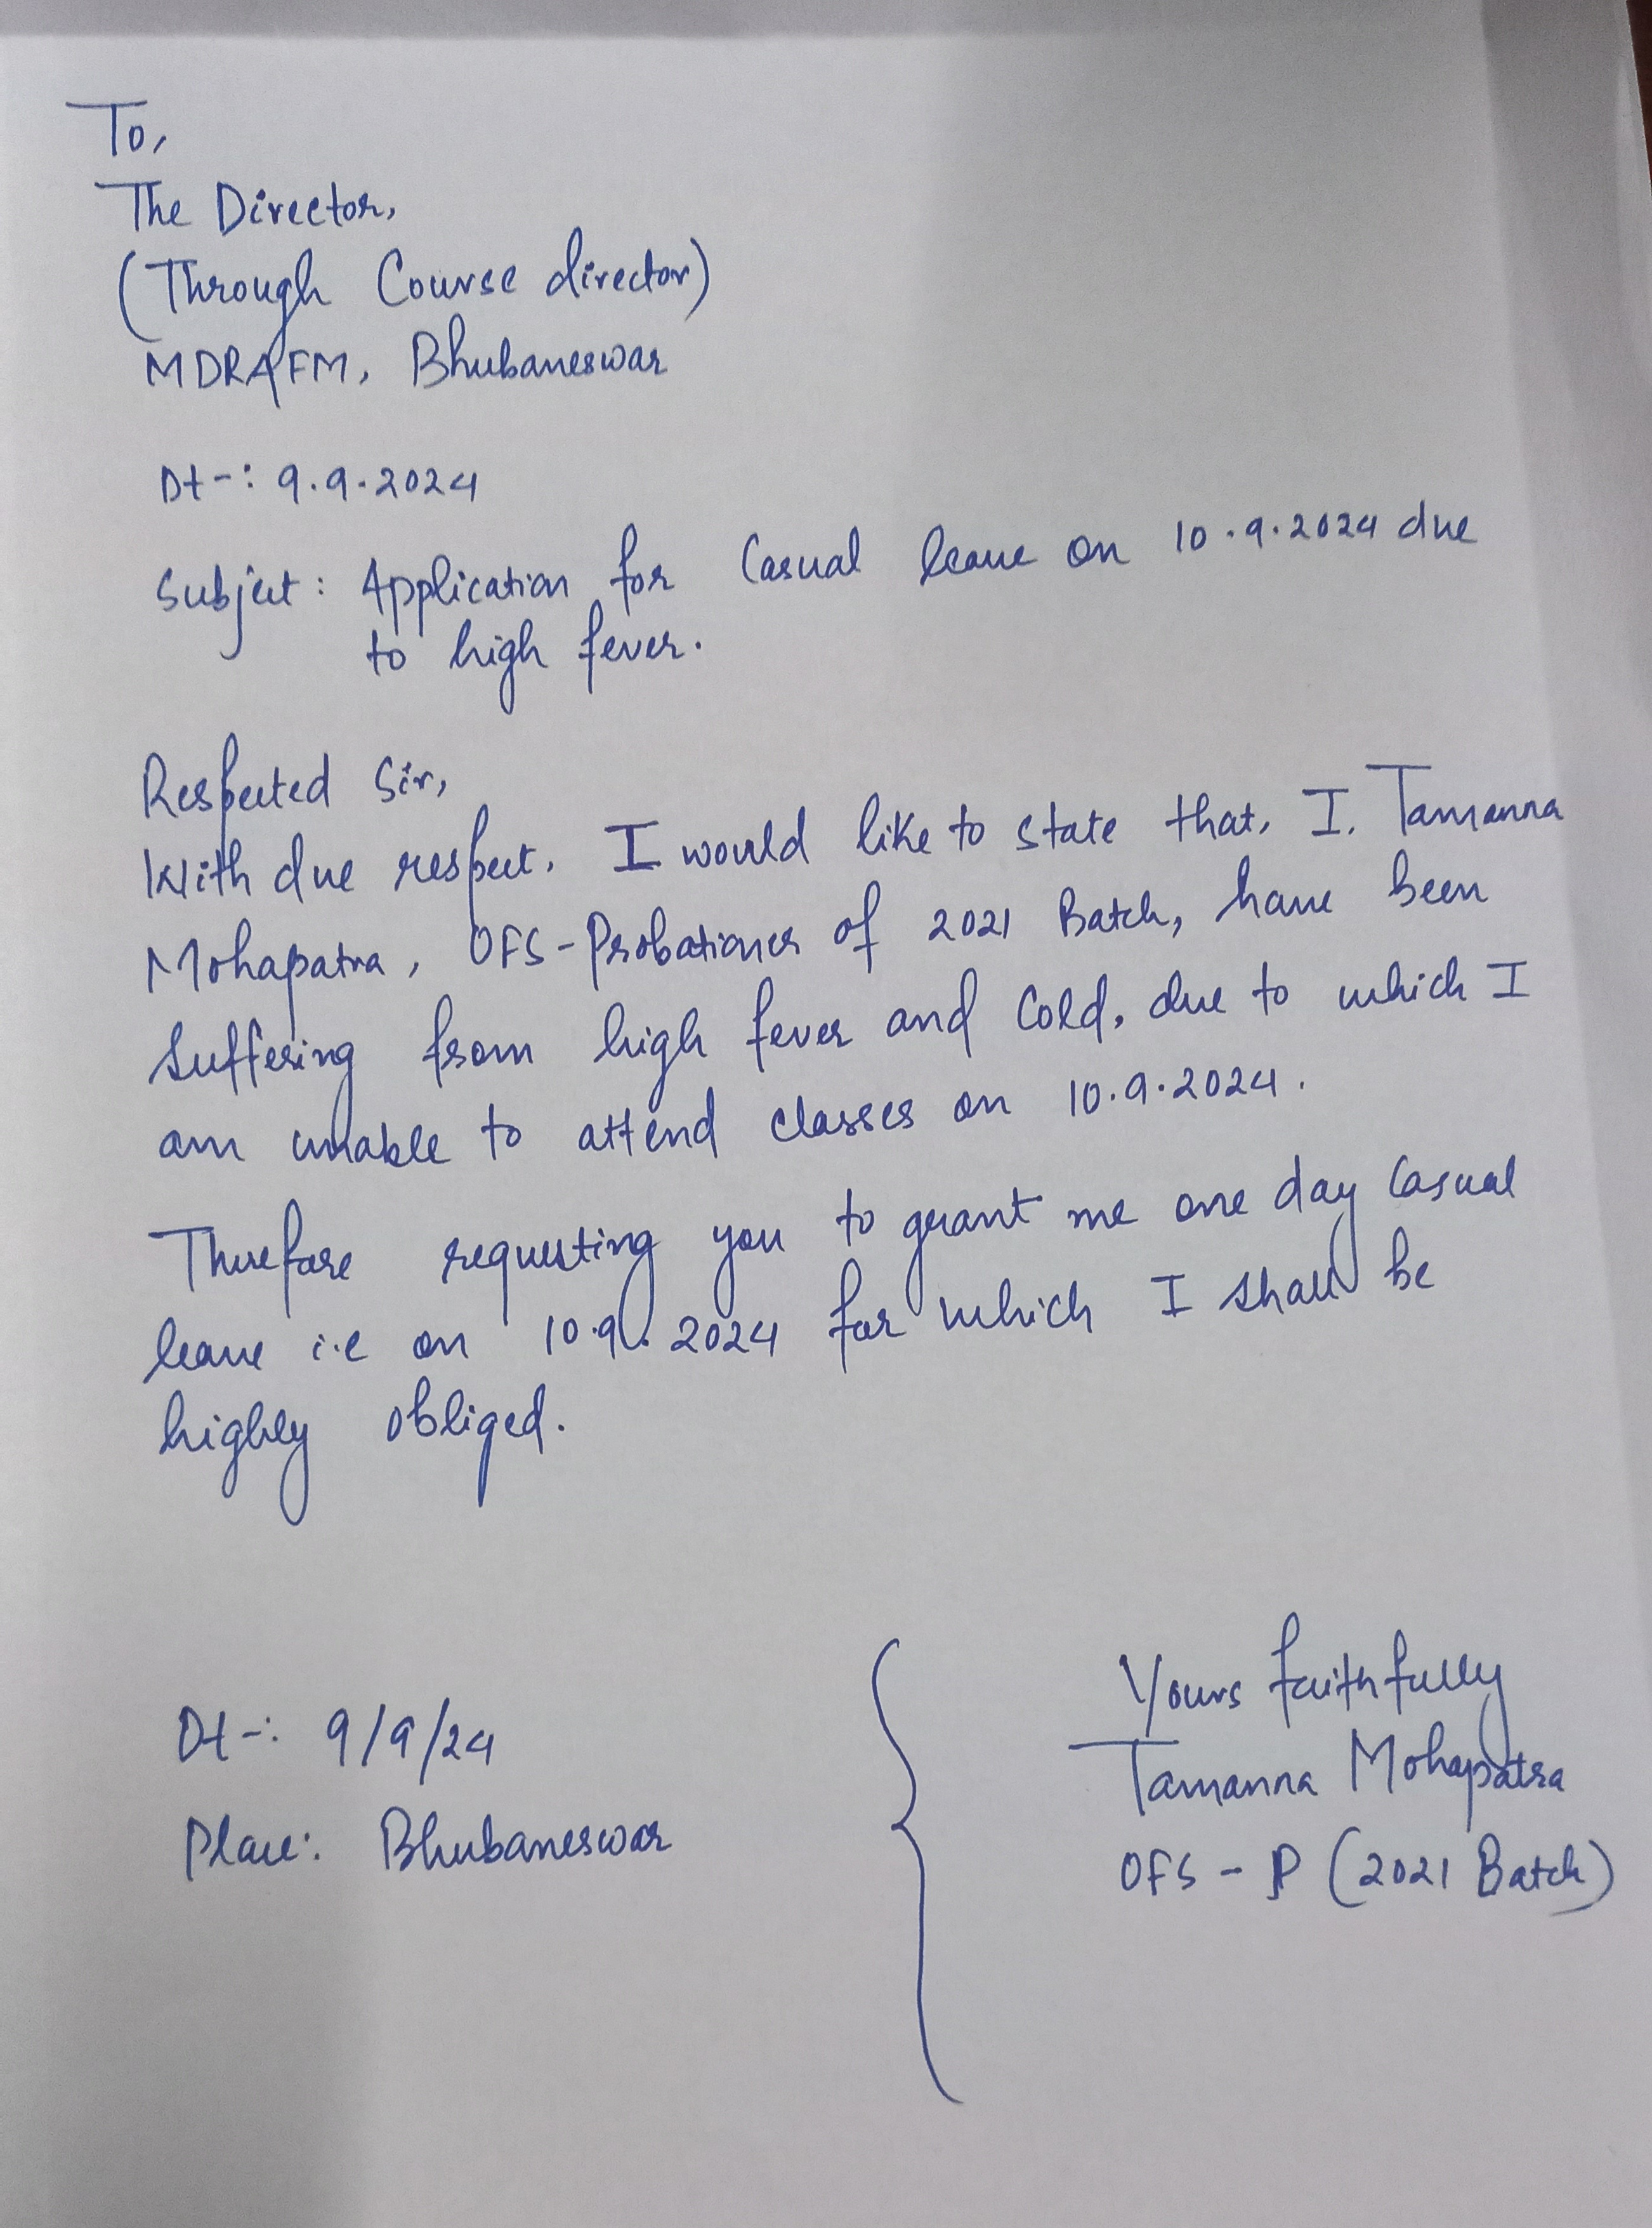 To,
The Director,
(Through Course director)
MDRAFM, Bhubaneswar
Dt-: 9.9.2024
Subject: Application for Casual leave on 10.9.2024 due
to high fever.
Respected Sir,
With due respect, I would like to state that, I, Tamanna
Mohapatra, OFS-Probationer of 2021 Batch, have been
suffering from high fever and cold, due to which I
am unable to attend classes on 10.9.2024.
Therefore requesting you to grant me one day Casual
leave i.e on 10.9.2024 for which I shall be
highly obliged.
Dt-: 9/9/24
Place: Bhubaneswar
Yours faithfully
Tamanna Mohapatra
OFS - P (2021 Batch)